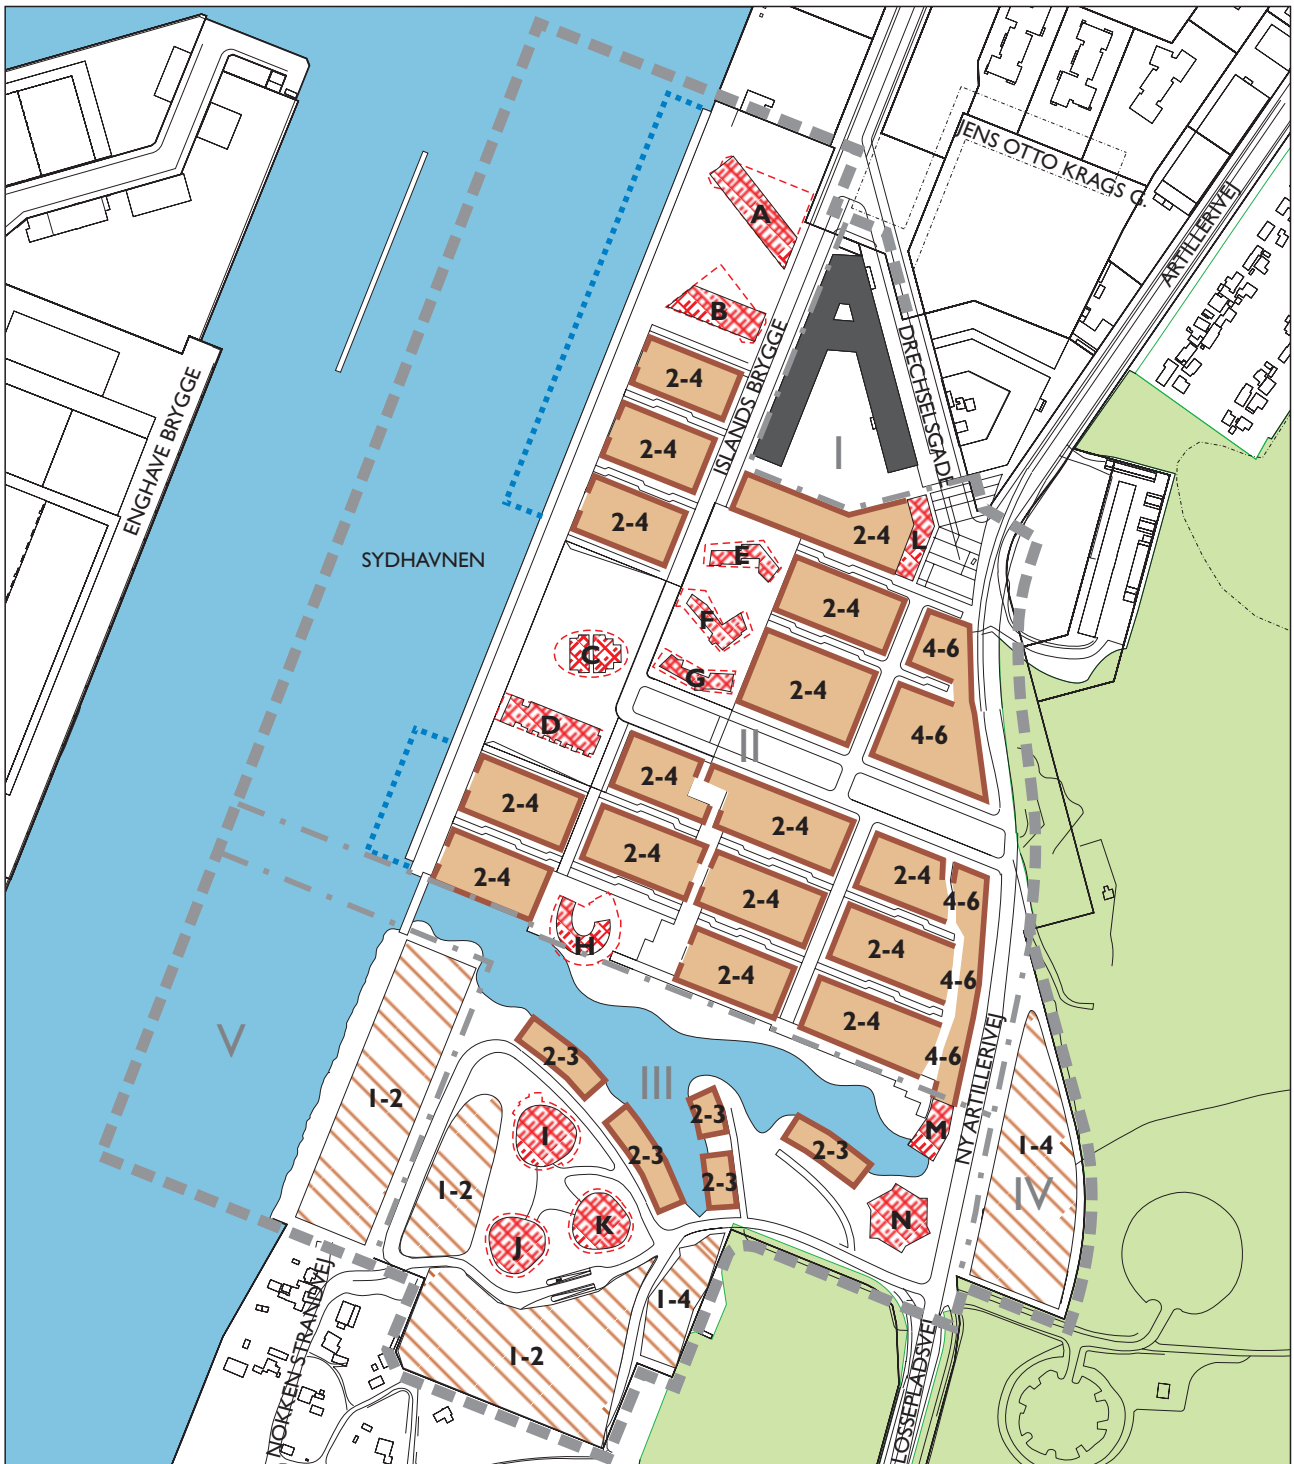 JENS OTTO KRAGS G.
ARTILLERIVEJ
A
B
ISLANDS BRYGGE
DRECHSELSGADE
ENGHAVE BRYGGE
2-4
2-4
I
2-4
2-4
L
SYDHAVNEN
E
2-4
F
4-6
C
G
2-4
D
4-6
II
2-4
2-4
2-4
2-4
2-4
2-4
2-4
4-6
2-4
H
2-4
2-4
4-6
2-4
V
2-3
III
4-6
NY ARTILLERIVEJ
1-2
2-3
I
M
1-4
2-3
2-3
1-2
2-3
IV
K
N
J
NOKKEN STRANDVEJ
1-4
1-2
LOSSEPLADSVEJ